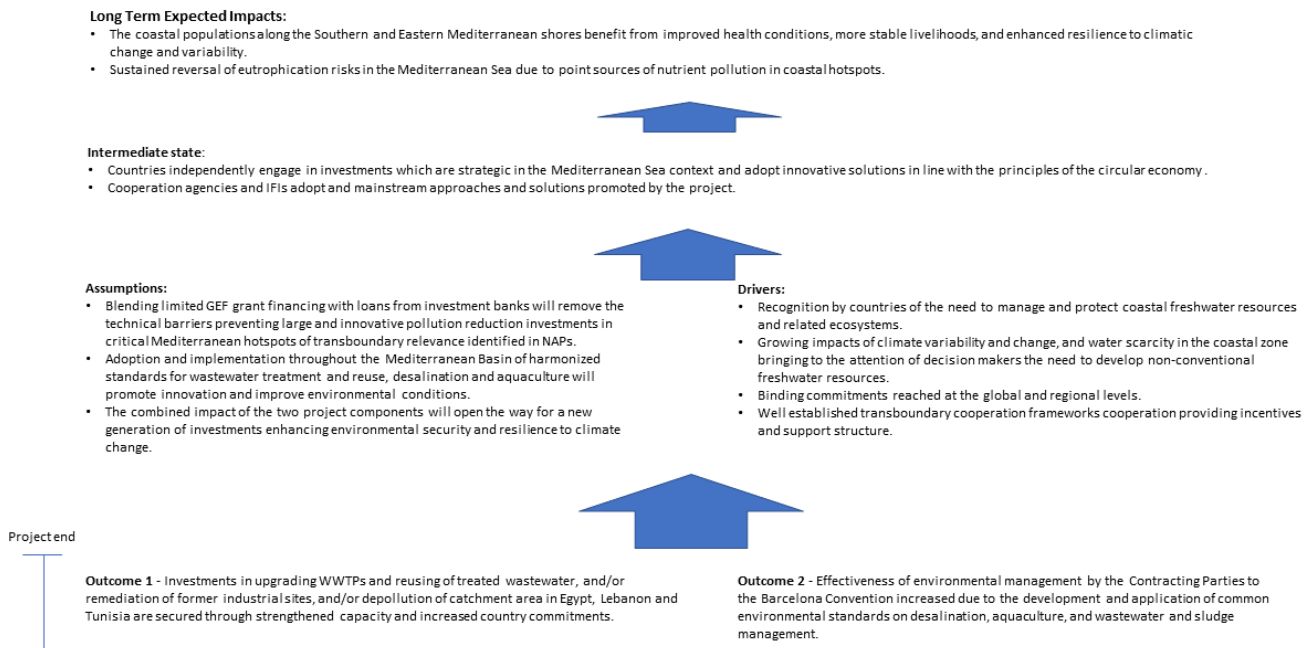 Long Term Expected Impacts:
• The coastal populations along the Southern and Eastern Mediterranean shores benefit from improved health conditions, more stable livelihoods, and enhanced resilience to climatic
change and variability.
• Sustained reversal of eutrophication risks in the Mediterranean Sea due to point sources of nutrient pollution in coastal hotspots.
Intermediate state:
• Countries independently engage in investments which are strategic in the Mediterranean Sea context and adopt innovative solutions in line with the principles of the circular economy .
• Cooperation agencies and IFIs adopt and mainstream approaches and solutions promoted by the project.
Assumptions:
• Blending limited GEF grant financing with loans from investment banks will remove the
technical barriers preventing large and innovative pollution reduction investments in
critical Mediterranean hotspots of transboundary relevance identified in NAPs.
• Adoption and implementation throughout the Mediterranean Basin of harmonized
standards for wastewater treatment and reuse, desalination and aquaculture will
promote innovation and improve environmental conditions.
• The combined impact of the two project components will open the way for a new
generation of investments enhancing environmental security and resilience to climate
change.
Drivers:
• Recognition by countries of the need to manage and protect coastal freshwater resources
and related ecosystems.
• Growing impacts of climate variability and change, and water scarcity in the coastal zone
bringing to the attention of decision makers the need to develop non-conventional
freshwater resources.
• Binding commitments reached at the global and regional levels.
• Well established transboundary cooperation frameworks cooperation providing incentives
and support structure.
Project end
Outcome 1 - Investments in upgrading WWTPs and reusing of treated wastewater, and/or
remediation of former industrial sites, and/or depollution of catchment area in Egypt, Lebanon and
Tunisia are secured through strengthened capacity and increased country commitments.
Outcome 2 - Effectiveness of environmental management by the Contracting Parties to
the Barcelona Convention increased due to the development and application of common
environmental standards on desalination, aquaculture, and wastewater and sludge
management.